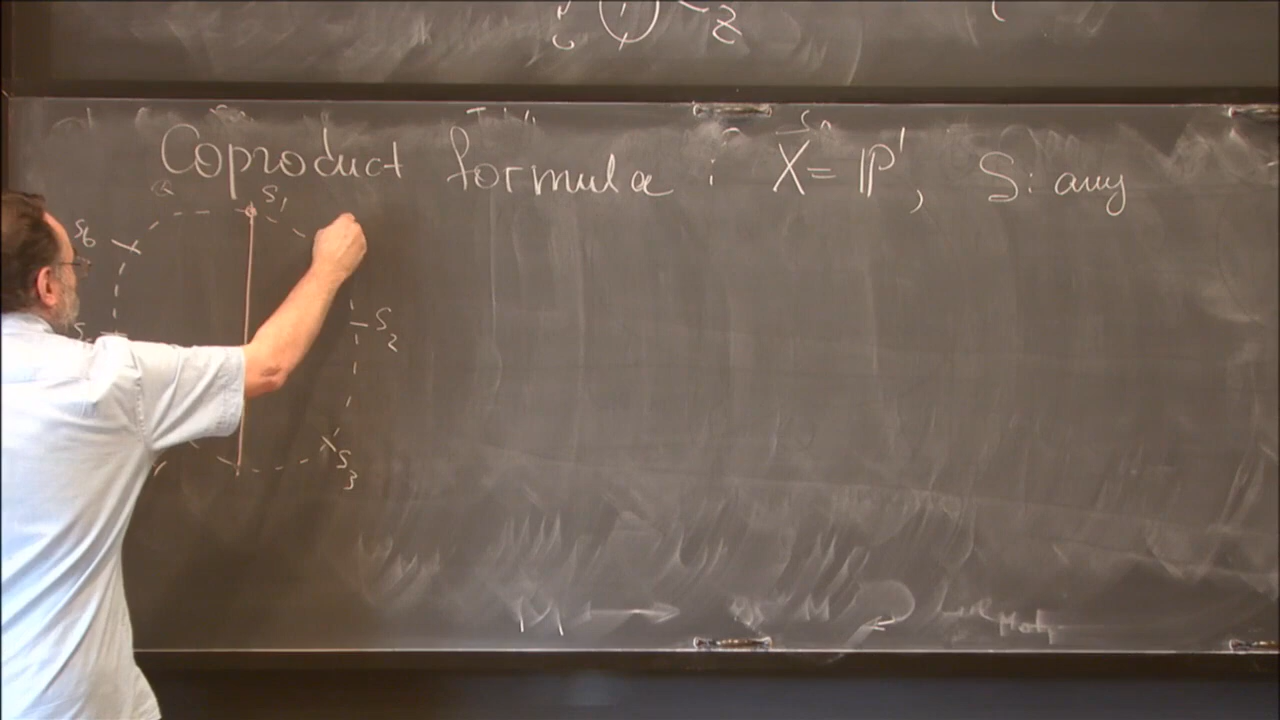 z
Coproduct formula : X = ℙ¹, S: any
S₁
S₆
S₂
S₃